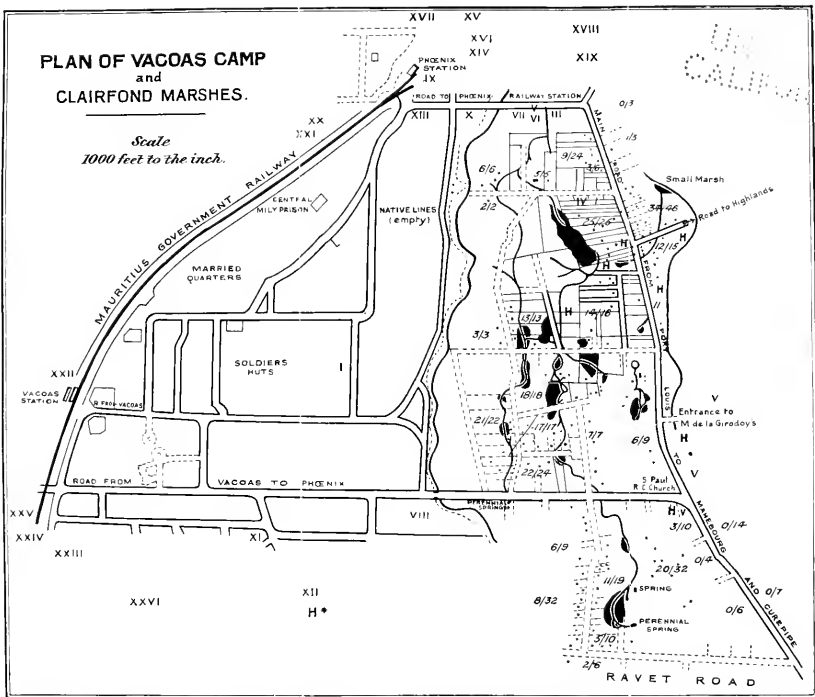 PLAN OF VACOAS CAMP
and
CLAIRFOND MARSHES.
Scale
1000 feet to the inch.
XVII XV
XVI
XIV
XVIII
XIX
PHŒNIX
STATION
IX
ROAD TO PHŒNIX RAILWAY STATION
XX
XXI
XIII X VII V VI III
0/3
1/5
9/24
3/6
6/6
5/5
2/2
IV I
25/46
Small Marsh
34/46
Road to Highlands
H
12/15
H
H
H
II
MAURITIUS GOVERNMENT RAILWAY
CENTRAL
MILY PRISON
NATIVE LINES
(empty)
MARRIED
QUARTERS
L
SOLDIERS
HUTS
I
H
14/16
13/13
3/3
18/18
XXII
VACOAS
STATION
21/22
17/17
7/7
6/9
22/24
V
Entrance to
M de la Giroday's
H
V
MAIN ROAD FROM PORT LOUIS TO MAHEBOURG AND CUREPIPE
S Paul
R C Church
ROAD FROM VACOAS TO PHŒNIX
PERENNIAL
SPRINGS
H V
3/10
0/14
XXV
XXIV
XXIII
XI
VIII
6/9
20/32
0/4
11/19
0/7
0/6
SPRING
8/32
XXVI
XII
H
PERENNIAL
SPRING
3/10
2/6
RAVET ROAD